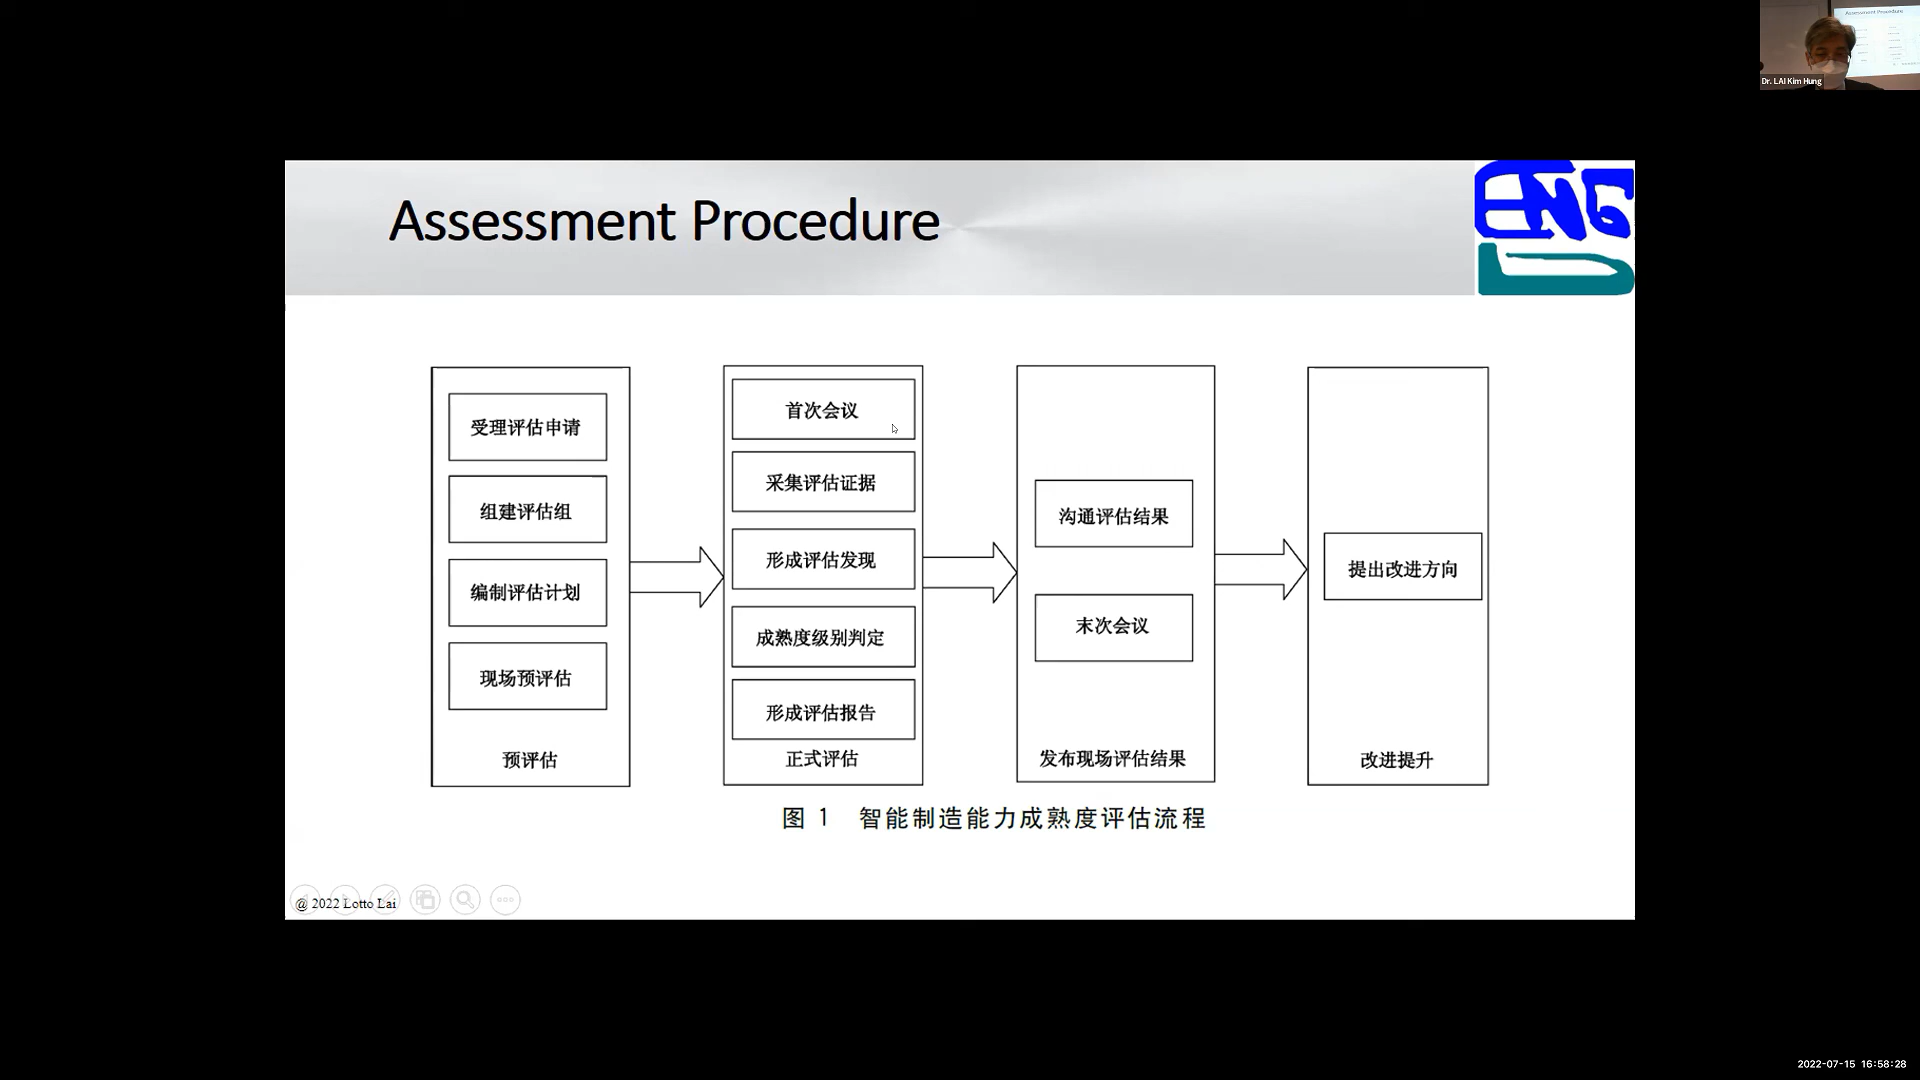 Assessment Procedure
Dr. LAI Kim Hung
Assessment Procedure
ENG
受理评估申请
组建评估组
编制评估计划
现场预评估
预评估
首次会议
采集评估证据
形成评估发现
成熟度级别判定
形成评估报告
正式评估
沟通评估结果
末次会议
发布现场评估结果
提出改进方向
改进提升
图 1 智能制造能力成熟度评估流程
@ 2022 Lotto Lai
2022-07-15 16:58:28